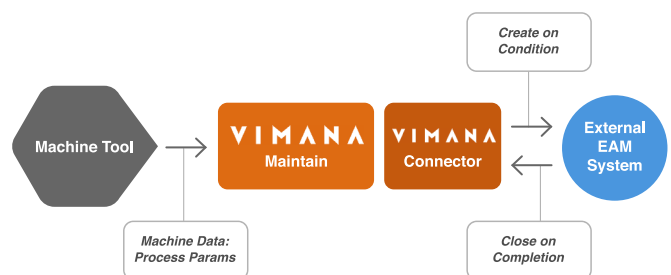 Create on
Condition
Machine Tool
VIMANA
Maintain
VIMANA
Connector
External
EAM
System
Machine Data:
Process Params
Close on
Completion